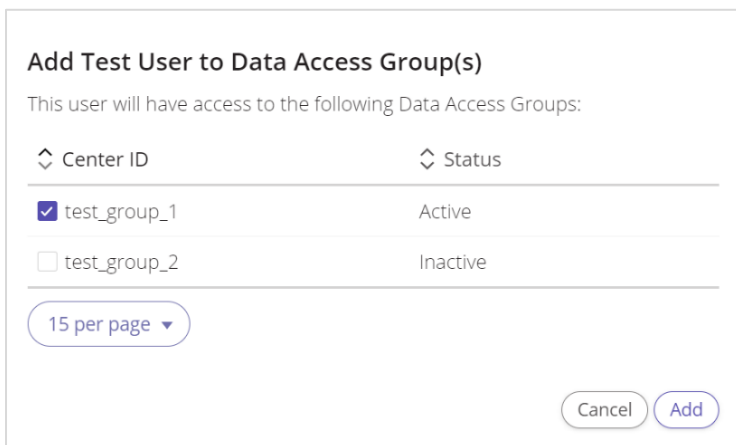 Add Test User to Data Access Group(s)
This user will have access to the following Data Access Groups:
Center ID Status
test_group_1 Active
test_group_2 Inactive
15 per page
Cancel Add